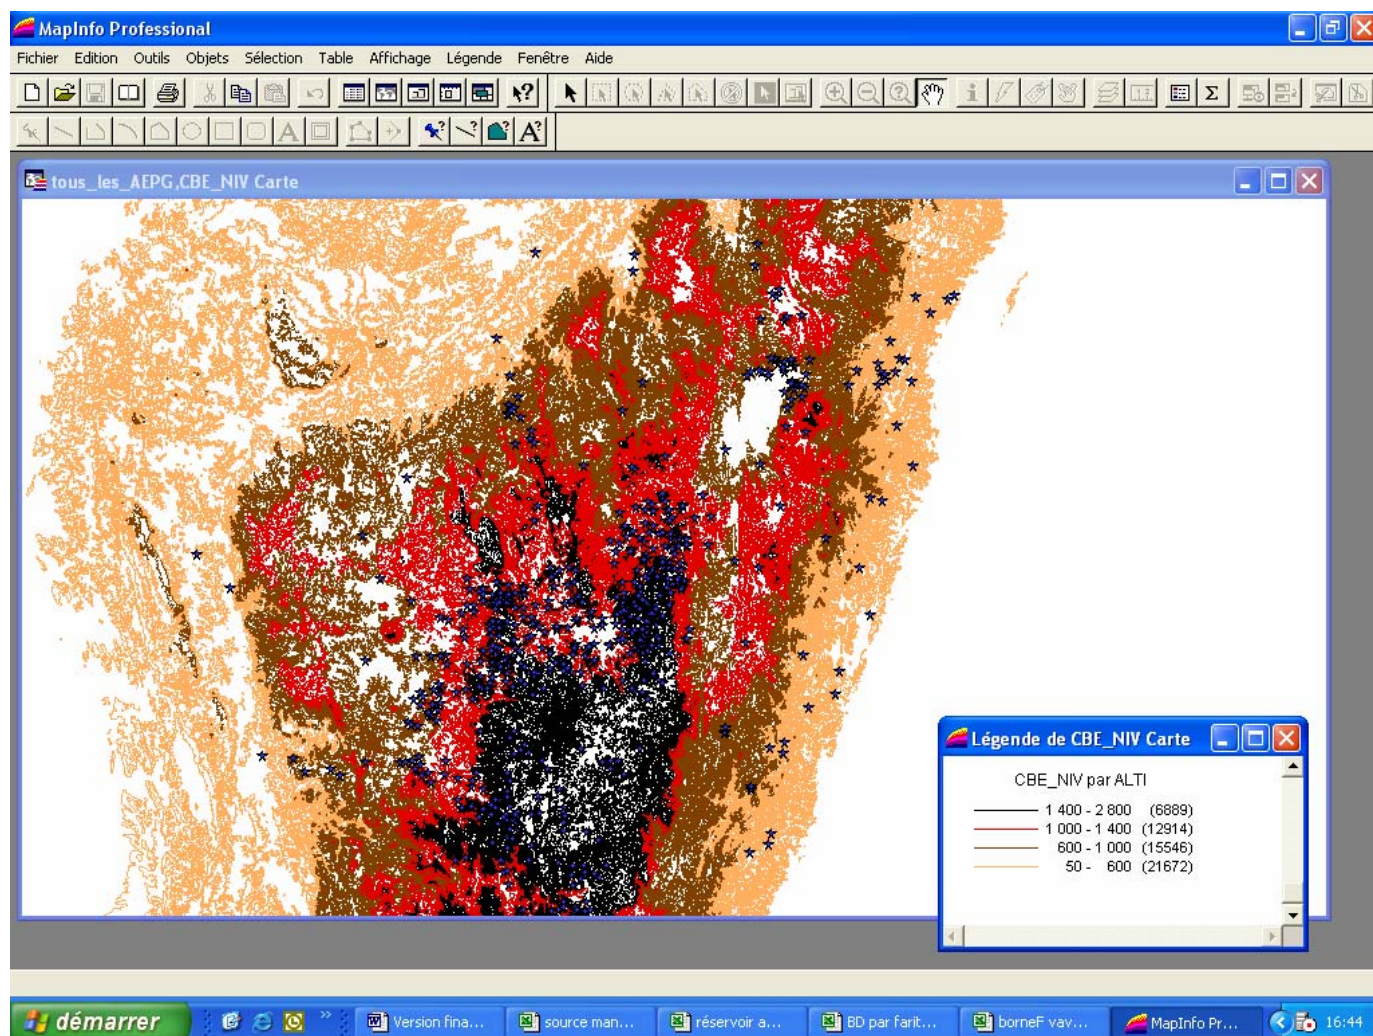 MapInfo Professional
Fichier Edition Outils Objets Sélection Table Affichage Légende Fenêtre Aide
tous_les_AEPG,CBE_NIV Carte
Légende de CBE_NIV Carte
CBE_NIV par ALTI
1 400 - 2 800 (6889)
1 000 - 1 400 (12914)
600 - 1 000 (15546)
50 - 600 (21672)
démarrer
Version fina...
source man...
réservoir a...
BD par farit...
borneF vav...
MapInfo Pr...
16:44